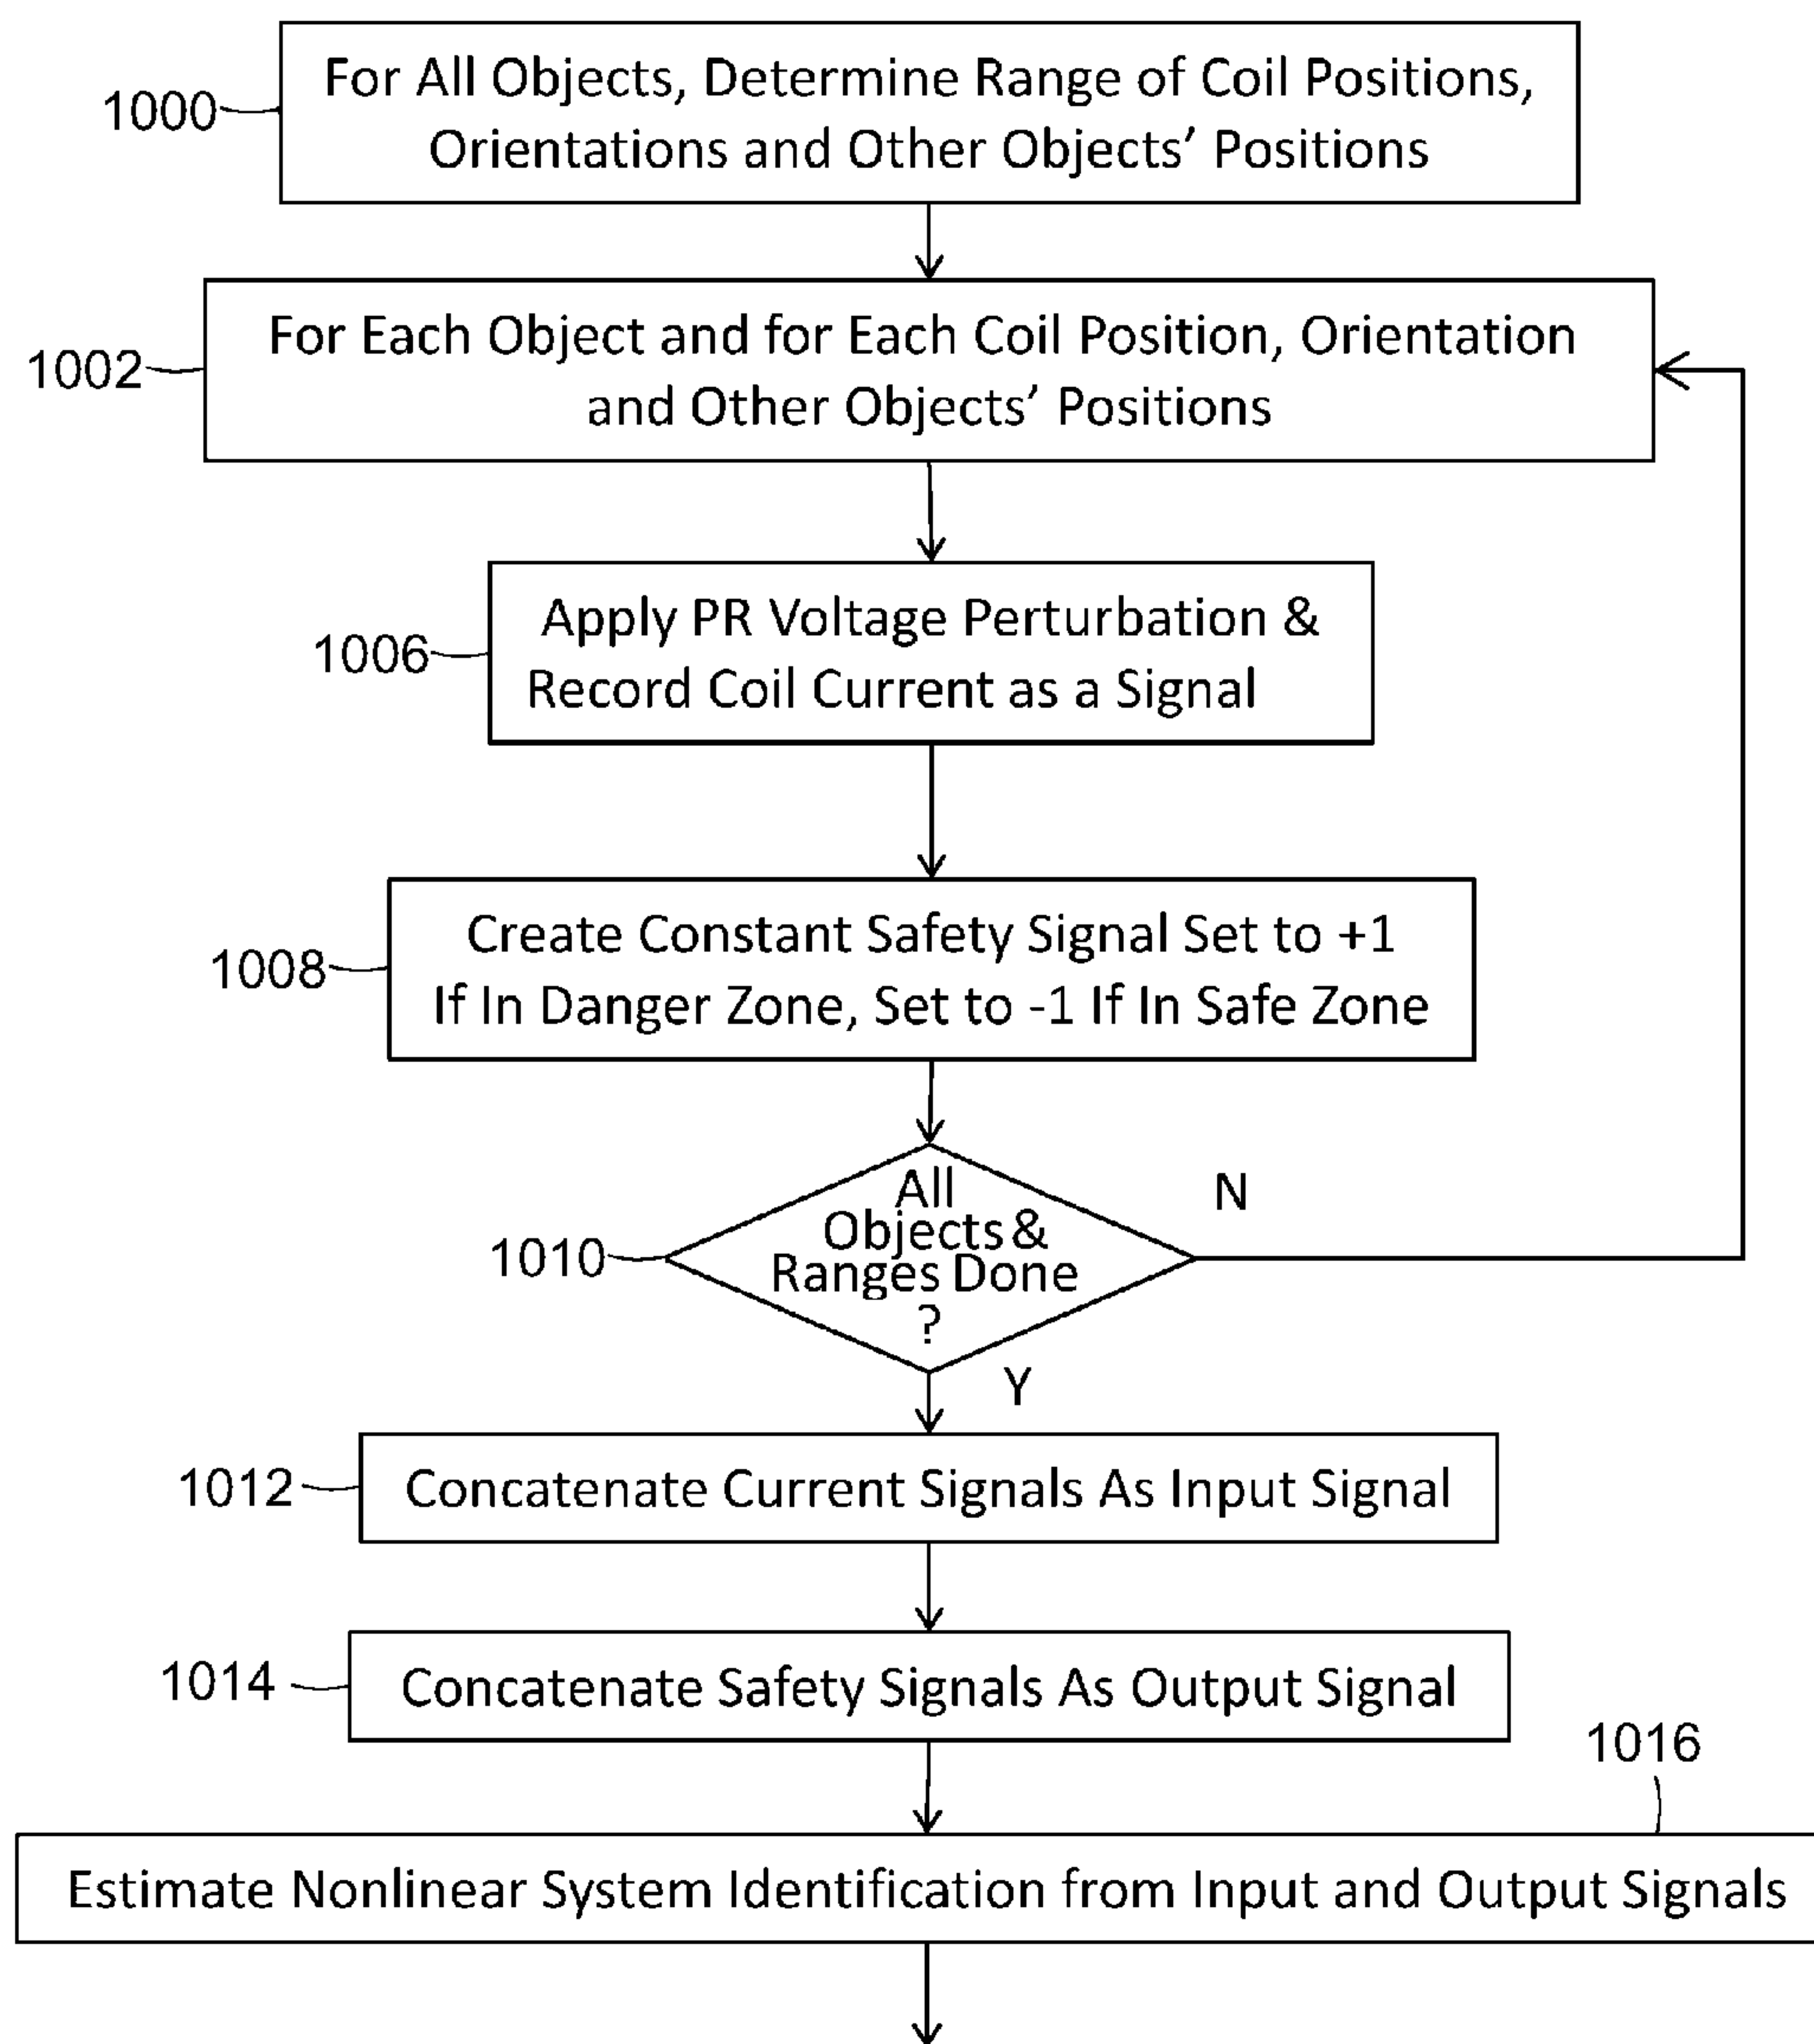 For All Objects, Determine Range of Coil Positions,
Orientations and Other Objects’ Positions
1000
For Each Object and for Each Coil Position, Orientation
and Other Objects’ Positions
1002
Apply PR Voltage Perturbation &
Record Coil Current as a Signal
1006
Create Constant Safety Signal Set to +1
If In Danger Zone, Set to -1 If In Safe Zone
1008
All
Objects &
Ranges Done
?
1010
N
Y
Concatenate Current Signals As Input Signal
1012
Concatenate Safety Signals As Output Signal
1014
1016
Estimate Nonlinear System Identification from Input and Output Signals